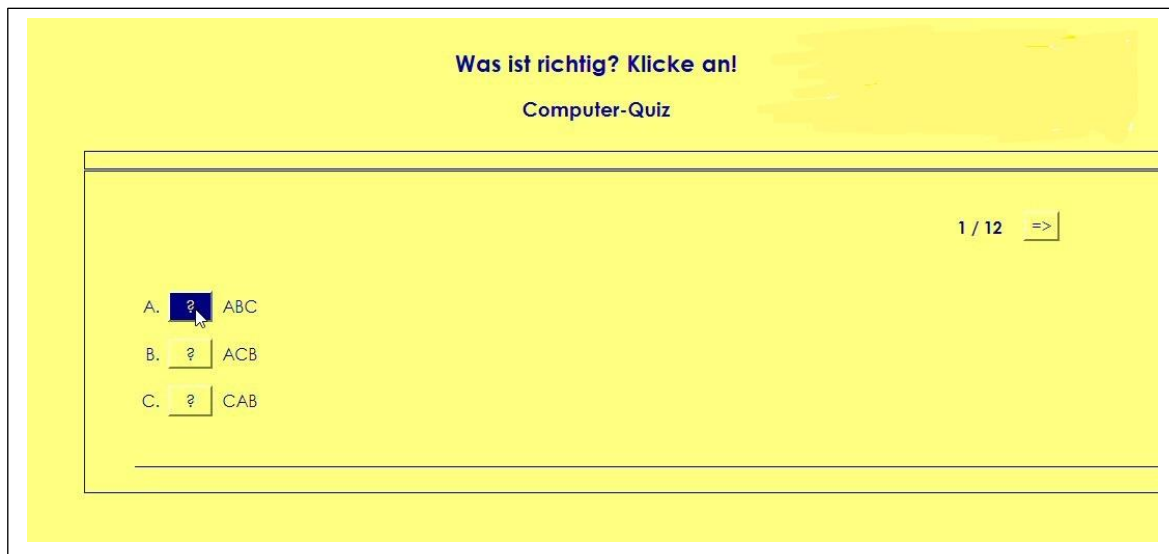 Was ist richtig? Klicke an!
Computer-Quiz
1 / 12 =>
A. ? ABC
B. ? ACB
C. ? CAB